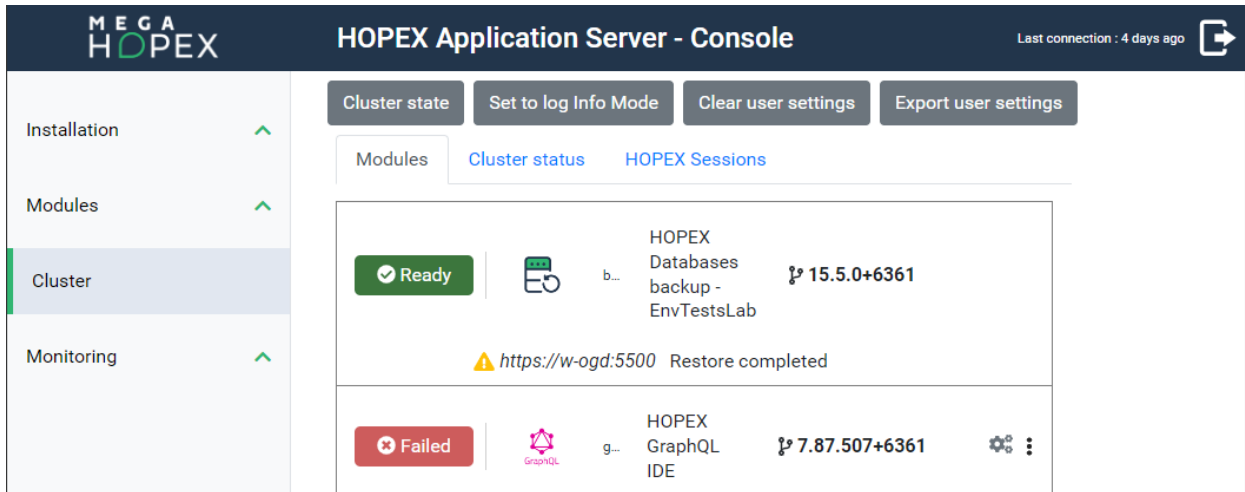 MEGA
HOPEX
HOPEX Application Server - Console
Last connection : 4 days ago
Installation
Modules
Cluster
Monitoring
Cluster state
Set to log Info Mode
Clear user settings
Export user settings
Modules
Cluster status
HOPEX Sessions
Ready
b...
HOPEX
Databases
backup -
EnvTestsLab
15.5.0+6361
https://w-ogd:5500 Restore completed
Failed
GraphQL
g...
HOPEX
GraphQL
IDE
7.87.507+6361